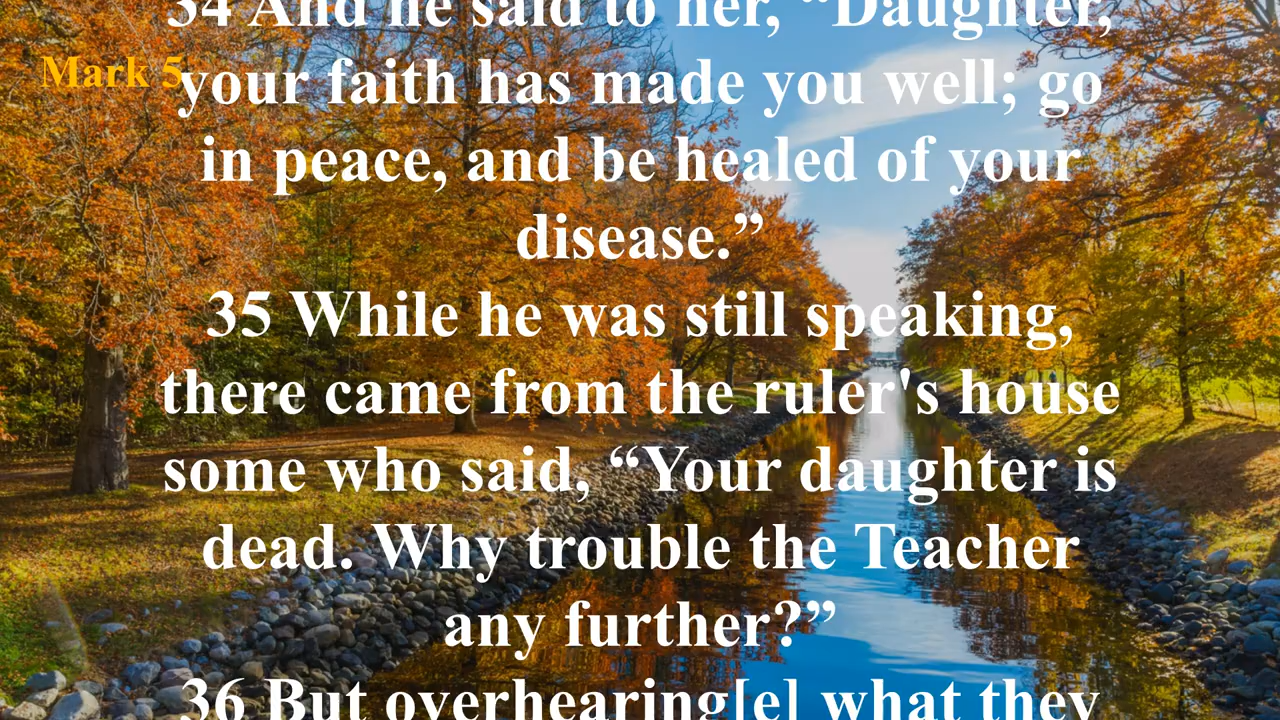 34 And he said to her, “Daughter,
Mark 5
your faith has made you well; go
in peace, and be healed of your
disease.”
35 While he was still speaking,
there came from the ruler's house
some who said, “Your daughter is
dead. Why trouble the Teacher
any further?”
36 But overhearing[e] what they